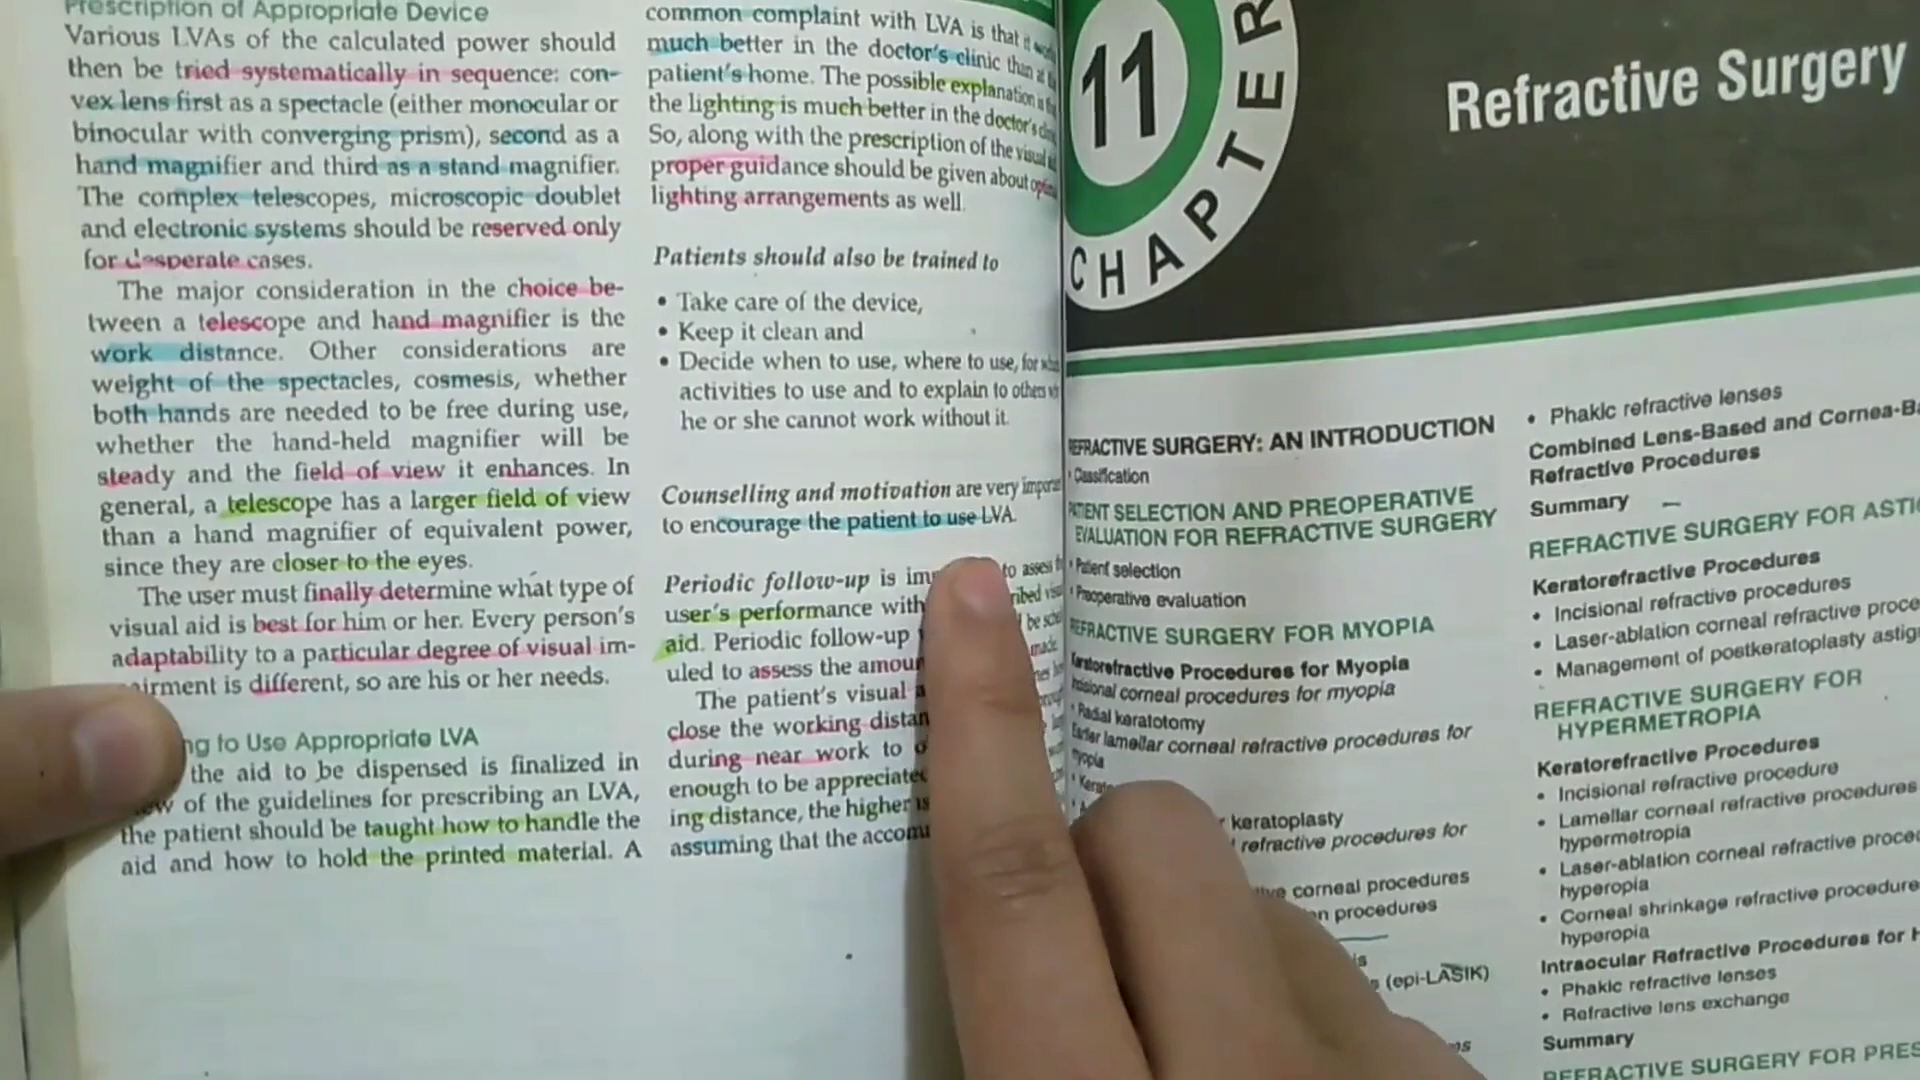 Prescription of Appropriate Device
Various LVAs of the calculated power should
then be tried systematically in sequence: con-
vex lens first as a spectacle (either monocular or
binocular with converging prism), second as a
hand magnifier and third as a stand magnifier.
The complex telescopes, microscopic doublet
and electronic systems should be reserved only
for desperate cases.
The major consideration in the choice be-
tween a telescope and hand magnifier is the
work distance. Other considerations are
weight of the spectacles, cosmesis, whether
both hands are needed to be free during use,
whether the hand-held magnifier will be
steady and the field of view it enhances. In
general, a telescope has a larger field of view
than a hand magnifier of equivalent power,
since they are closer to the eyes.
The user must finally determine what type of
visual aid is best for him or her. Every person's
adaptability to a particular degree of visual im-
is different, so are his or her needs.
to Use Appropriate LVA
the aid to be dispensed is finalized in
of the guidelines for prescribing an LVA,
the patient should be taught how to handle the
aid and how to hold the printed material. A
common complaint with LVA is that it
much better in the doctor's clinic than at
patient's home. The possible explanation is
the lighting is much better in the doctor's
So, along with the prescription of the visual
proper guidance should be given about
lighting arrangements as well.
Patients should also be trained to
• Take care of the device,
• Keep it clean and
• Decide when to use, where to use, for
activities to use and to explain to others
he or she cannot work without it.
Counselling and motivation are very
to encourage the patient to use LVA.
Periodic follow-up is to assess
user's performance with
aid. Periodic follow-up be
uled to assess the made.
The patient's visual
close the working
during near work to
enough to be
ing distance, the higher
assuming that the
11
CHAPTER
Refractive Surgery
REFRACTIVE SURGERY: AN INTRODUCTION
• Classification
PATIENT SELECTION AND PREOPERATIVE
EVALUATION FOR REFRACTIVE SURGERY
• Patient selection
• Preoperative evaluation
REFRACTIVE SURGERY FOR MYOPIA
Keratorefractive Procedures for Myopia
Incisional corneal procedures for myopia
• Radial keratotomy
Earlier lamellar corneal refractive procedures for
myopia
keratoplasty
refractive procedures for
corneal procedures
procedures
(epi-LASIK)
• Phakic refractive lenses
Combined Lens-Based and
Refractive Procedures
Summary
REFRACTIVE SURGERY FOR
Keratorefractive Procedures
• Incisional refractive procedures
• Laser-ablation corneal refractive
• Management of postkeratoplasty
REFRACTIVE SURGERY FOR
HYPERMETROPIA
Keratorefractive Procedures
• Incisional refractive procedure
• Lamellar corneal refractive procedures
hypermetropia
• Laser-ablation corneal refractive
hyperopia
• Corneal shrinkage refractive
hyperopia
Intraocular Refractive Procedures for
• Phakic refractive lenses
• Refractive lens exchange
Summary
REFRACTIVE SURGERY FOR